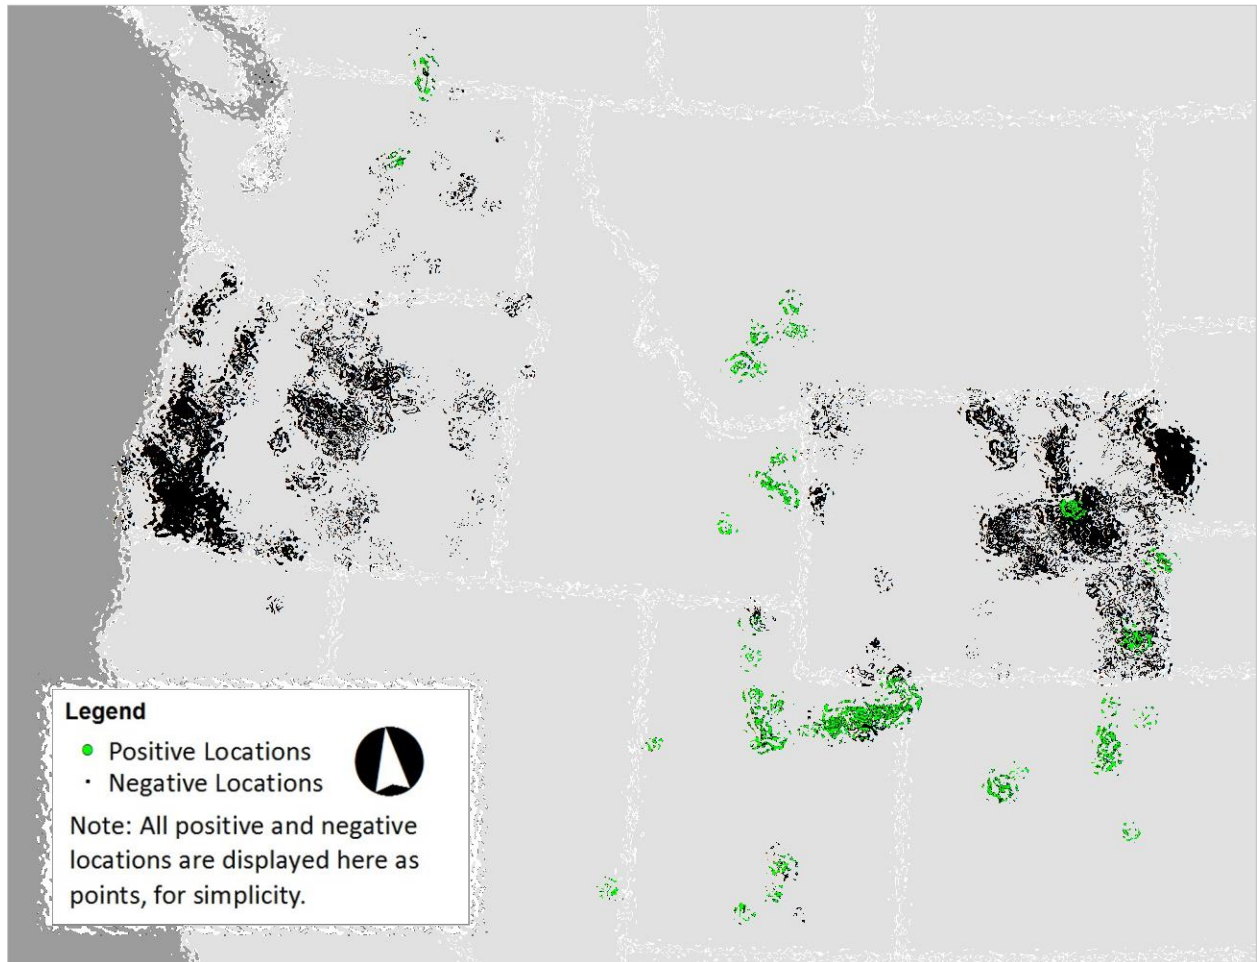 Legend
Positive Locations
Negative Locations
Note: All positive and negative
locations are displayed here as
points, for simplicity.